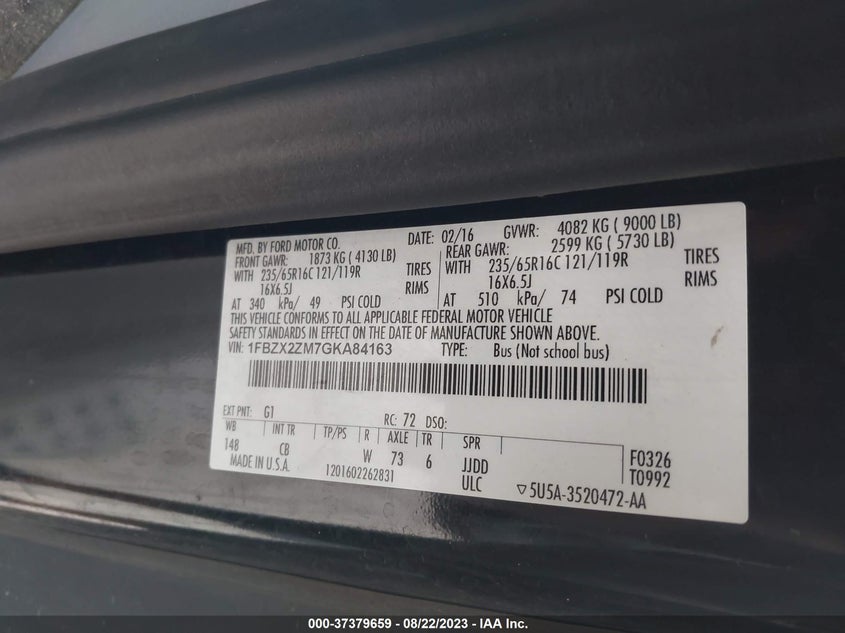 MFD. BY FORD MOTOR CO. DATE: 02/16 GVWR: 4082 KG ( 9000 LB)
FRONT GAWR: 1873 KG ( 4130 LB) REAR GAWR: 2599 KG ( 5730 LB)
WITH 235/65R16C 121/119R TIRES WITH 235/65R16C 121/119R TIRES
16X6.5J RIMS 16X6.5J RIMS
AT 340 kPa/ 49 PSI COLD AT 510 kPa/ 74 PSI COLD
THIS VEHICLE CONFORMS TO ALL APPLICABLE FEDERAL MOTOR VEHICLE
SAFETY STANDARDS IN EFFECT ON THE DATE OF MANUFACTURE SHOWN ABOVE.
VIN: 1FBZX2ZM7GKA84163 TYPE: Bus (Not school bus)
EXT PNT: G1 RC: 72 DSO:
WB INT TR TP/PS R AXLE TR SPR
148 CB W 73 6 JJDD F0326
MADE IN U.S.A. 1201602262831 ULC T0992
▽5U5A-3520472-AA
000-37379659 - 08/22/2023 - IAA Inc.